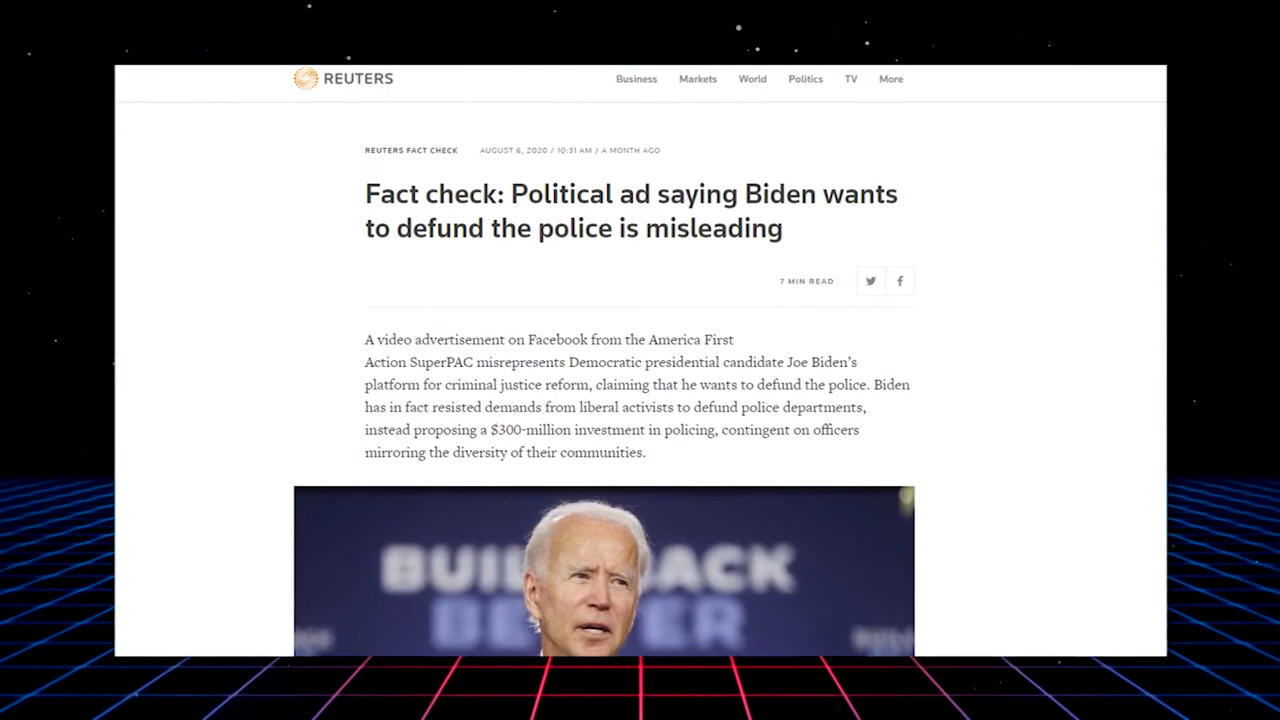 REUTERS
Business Markets World Politics TV More
REUTERS FACT CHECK AUGUST 6, 2020 / 10:31 AM / A MONTH AGO
Fact check: Political ad saying Biden wants
to defund the police is misleading
7 MIN READ
A video advertisement on Facebook from the America First
Action SuperPAC misrepresents Democratic presidential candidate Joe Biden’s
platform for criminal justice reform, claiming that he wants to defund the police. Biden
has in fact resisted demands from liberal activists to defund police departments,
instead proposing a $300-million investment in policing, contingent on officers
mirroring the diversity of their communities.